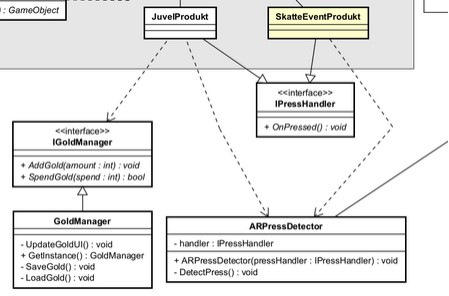 ) : GameObject
JuvelProdukt
SkatteEventProdukt
<<interface>>
IPressHandler
+ OnPressed() : void
<<interface>>
IGoldManager
+ AddGold(amount : int) : void
+ SpendGold(spend : int) : bool
GoldManager
- UpdateGoldUI() : void
+ GetInstance() : GoldManager
- SaveGold() : void
- LoadGold() : void
ARPressDetector
- handler : IPressHandler
+ ARPressDetector(pressHandler : IPressHandler) : void
- DetectPress() : void